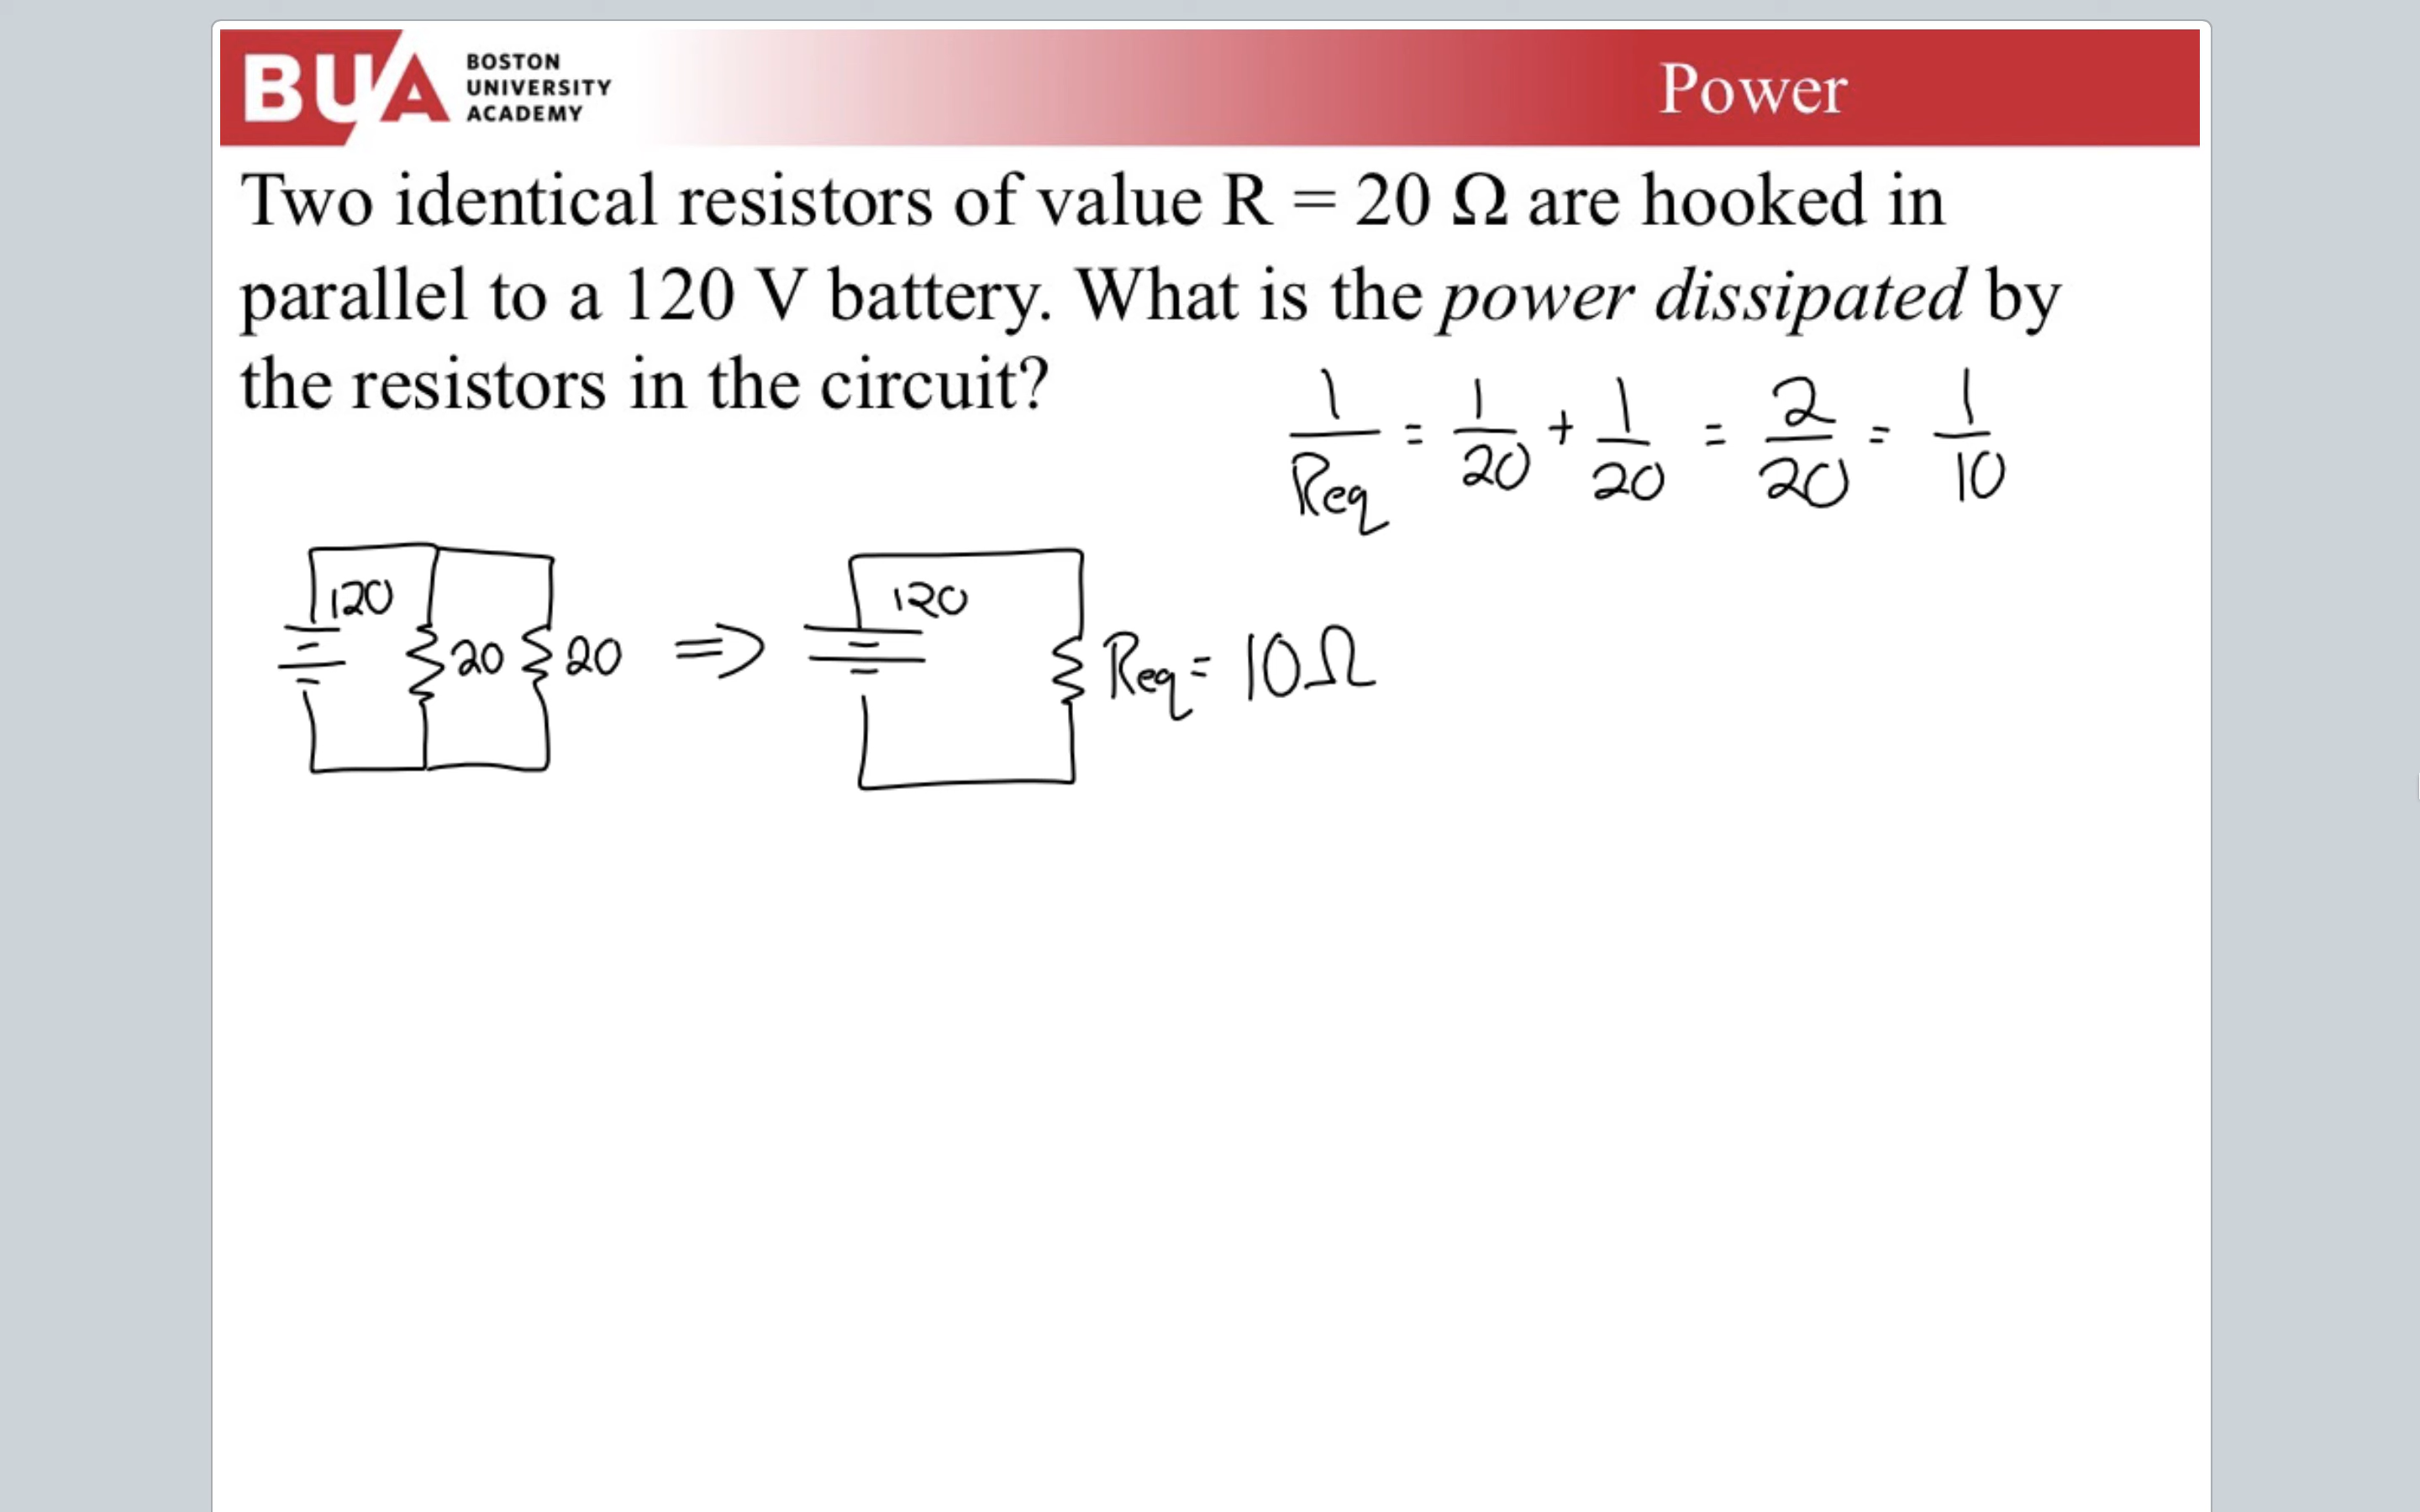 BUA
BOSTON
UNIVERSITY
ACADEMY
Power
Two identical resistors of value R = 20 Ω are hooked in
parallel to a 120 V battery. What is the power dissipated by
the resistors in the circuit?
1/Req = 1/20 + 1/20 = 2/20 = 1/10
120 20 20 ⇒ 120 Req = 10Ω